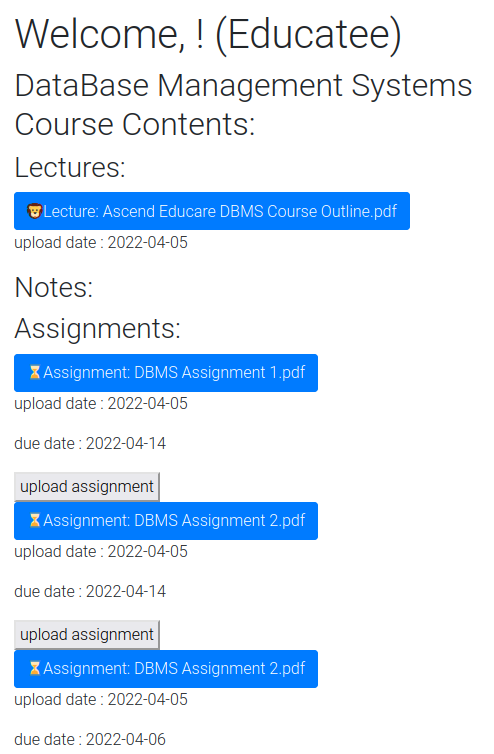 Welcome, ! (Educatee)
DataBase Management Systems
Course Contents:
Lectures:
🦁Lecture: Ascend Educare DBMS Course Outline.pdf
upload date : 2022-04-05
Notes:
Assignments:
⏳Assignment: DBMS Assignment 1.pdf
upload date : 2022-04-05
due date : 2022-04-14
upload assignment
⏳Assignment: DBMS Assignment 2.pdf
upload date : 2022-04-05
due date : 2022-04-14
upload assignment
⏳Assignment: DBMS Assignment 2.pdf
upload date : 2022-04-05
due date : 2022-04-06